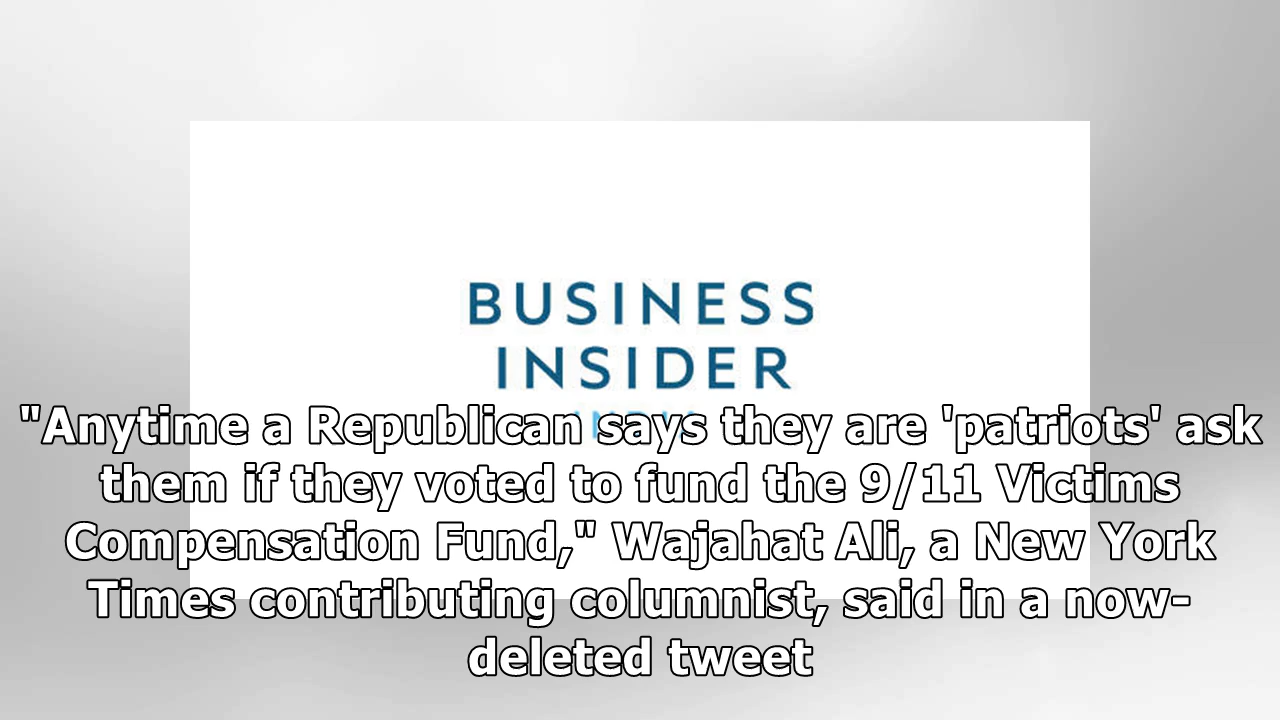 BUSINESS
INSIDER
"Anytime a Republican says they are 'patriots' ask
them if they voted to fund the 9/11 Victims
Compensation Fund," Wajahat Ali, a New York
Times contributing columnist, said in a now-
deleted tweet